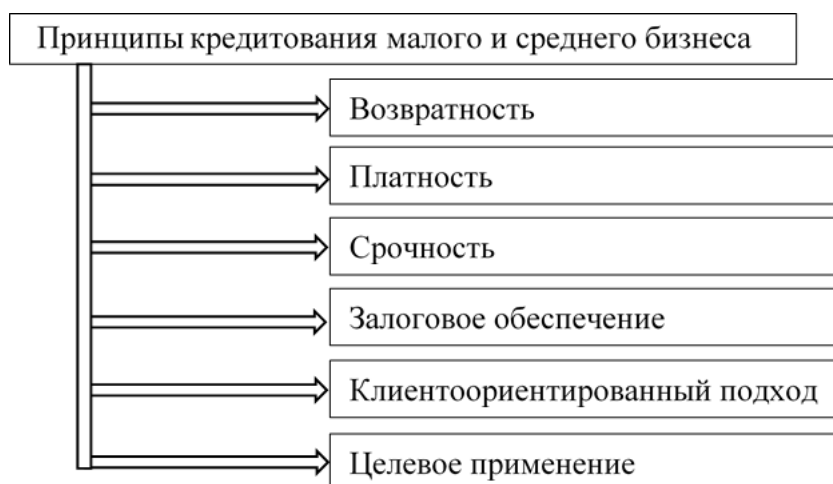 Принципы кредитования малого и среднего бизнеса
Возвратность
Платность
Срочность
Залоговое обеспечение
Клиентоориентированный подход
Целевое применение